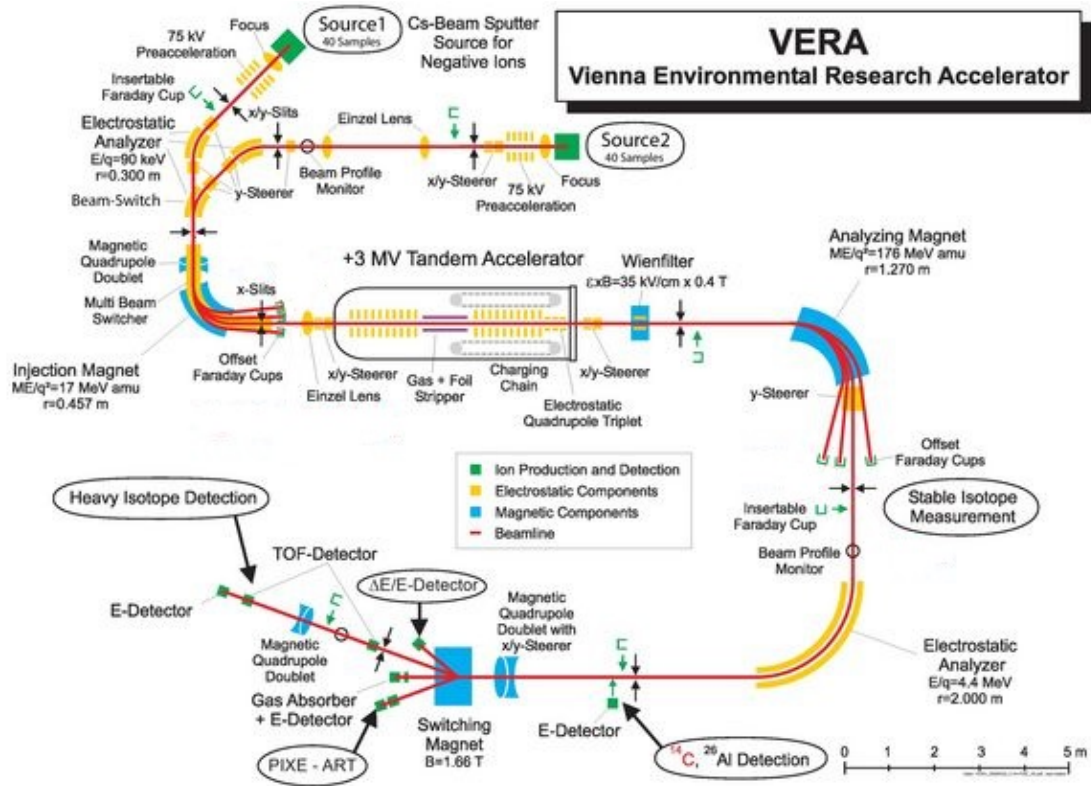 VERA
Vienna Environmental Research Accelerator
Source1
40 Samples
Cs-Beam Sputter
Source for
Negative Ions
Focus
75 kV
Preacceleration
Insertable
Faraday Cup
x/y-Slits
Electrostatic
Analyzer
E/q=90 keV
r=0.300 m
Beam-Switch
y-Steerer
Beam Profile
Monitor
Einzel Lens
x/y-Steerer
75 kV
Preacceleration
Focus
Source2
40 Samples
Magnetic
Quadrupole
Doublet
Multi Beam
Switcher
x-Slits
Injection Magnet
ME/q²=17 MeV amu
r=0.457 m
Offset
Faraday Cups
+3 MV Tandem Accelerator
x/y-Steerer
Einzel Lens
Gas + Foil
Stripper
Charging
Chain
Electrostatic
Quadrupole Triplet
x/y-Steerer
Wienfilter
εxB=35 kV/cm x 0.4 T
Analyzing Magnet
ME/q²=176 MeV amu
r=1.270 m
y-Steerer
Offset
Faraday Cups
Stable Isotope
Measurement
Insertable
Faraday Cup
Beam Profile
Monitor
Ion Production and Detection
Electrostatic Components
Magnetic Components
Beamline
Electrostatic
Analyzer
E/q=4.4 MeV
r=2.000 m
Heavy Isotope Detection
TOF-Detector
E-Detector
ΔE/E-Detector
Magnetic
Quadrupole
Doublet
Magnetic
Quadrupole
Doublet with
x/y-Steerer
Gas Absorber
+ E-Detector
PIXE - ART
Switching
Magnet
B=1.66 T
E-Detector
¹⁴C, ²⁶Al Detection
0 1 2 3 4 5 m